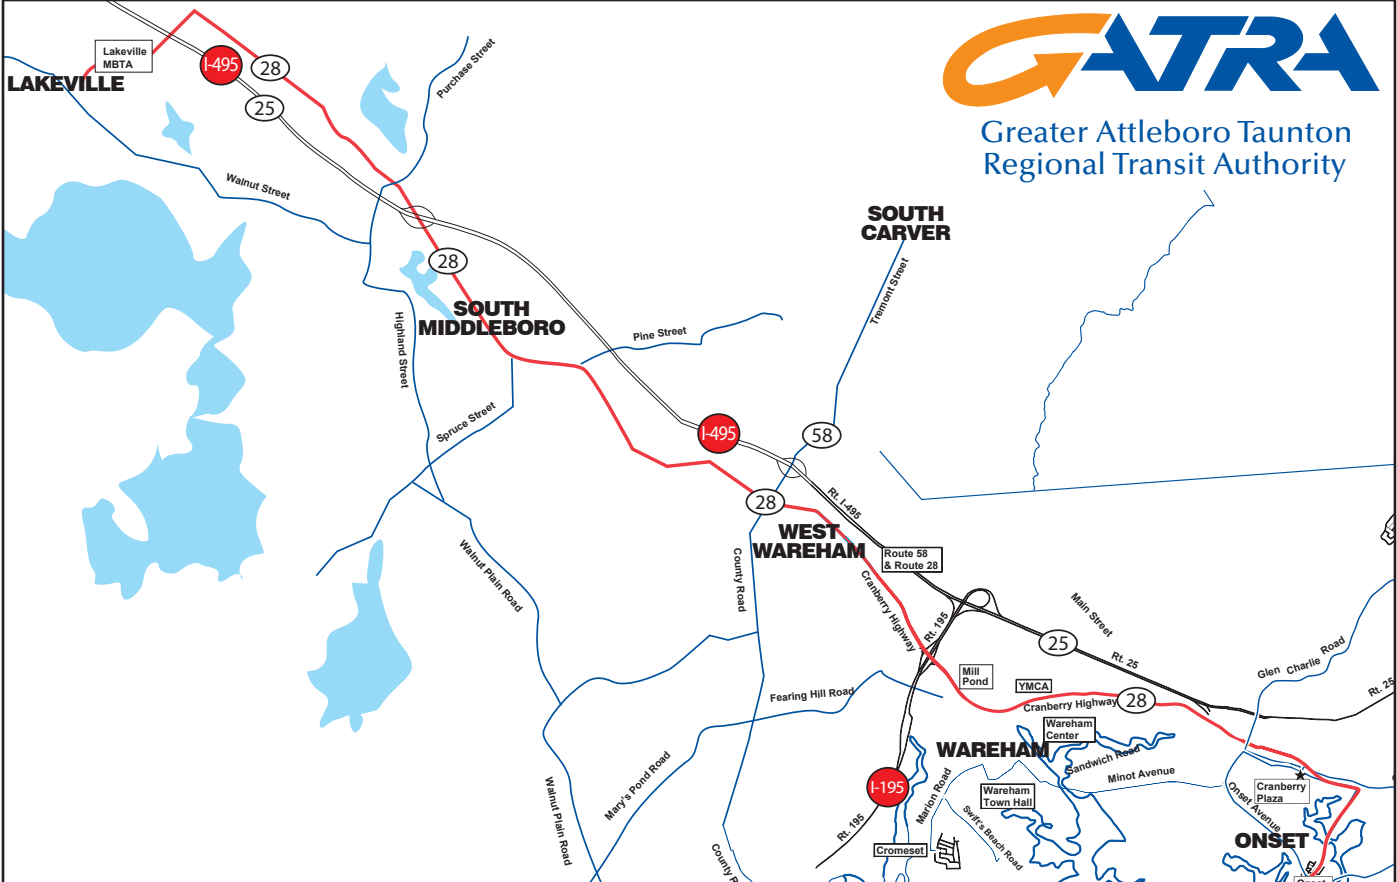 GATRA
Greater Attleboro Taunton
Regional Transit Authority
Lakeville
MBTA
LAKEVILLE
I-495
28
25
Purchase Street
Walnut Street
28
SOUTH
MIDDLEBORO
SOUTH
CARVER
Tremont Street
Pine Street
Highland Street
Spruce Street
I-495
58
28
Rt. I-495
WEST
WAREHAM
Route 58
& Route 28
Walnut Plain Road
County Road
Cranberry Highway
Rt. 195
Main Street
25
Rt. 25
Glen Charlie Road
Rt. 25
Mill
Pond
YMCA
Cranberry Highway
28
Fearing Hill Road
Wareham
Center
WAREHAM
Sandwich Road
Minot Avenue
Mary's Pond Road
Walnut Plain Road
I-195
Marion Road
Wareham
Town Hall
Cranberry
Plaza
Onset Avenue
Rt. 195
Swift's Beach Road
ONSET
Cromeset
County R